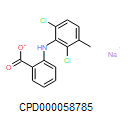 Cl
O⁻
HN
Na⁺
Cl
O
CPD000058785